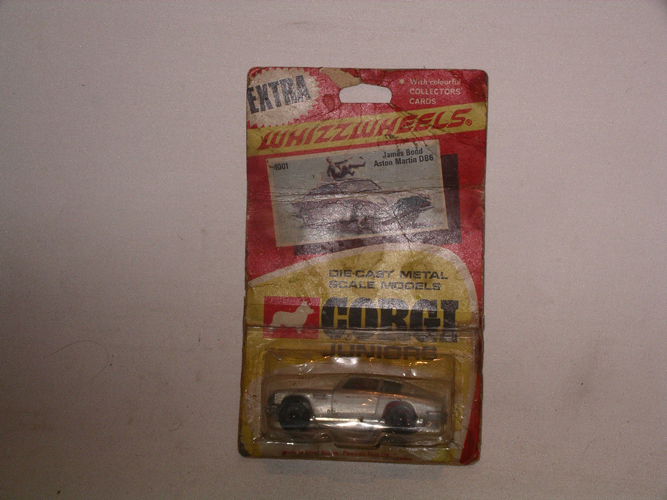 EXTRA
With colourful
COLLECTORS'
CARDS
WHIZZWHEELS
James Bond
Aston Martin DB6
DIE-CAST METAL
SCALE MODELS
CORGI
JUNIORS